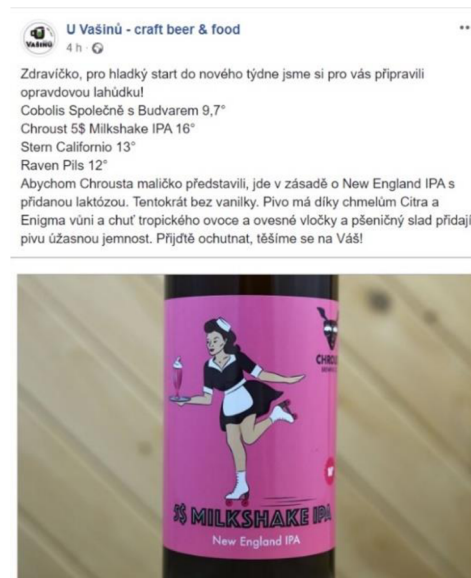 U Vašinů - craft beer & food
VAŠINŮ
4 h ·
Zdravíčko, pro hladký start do nového týdne jsme si pro vás připravili
opravdovou lahůdku!
Cobolis Společně s Budvarem 9,7°
Chroust 5$ Milkshake IPA 16°
Stern Californio 13°
Raven Pils 12°
Abychom Chrousta maličko představili, jde v zásadě o New England IPA s
přidanou laktózou. Tentokrát bez vanilky. Pivo má díky chmelům Citra a
Enigma vůni a chuť tropického ovoce a ovesné vločky a pšeničný slad přidají
pivu úžasnou jemnost. Přijďtě ochutnat, těšíme se na Váš!
5$ MILKSHAKE IPA
New England IPA